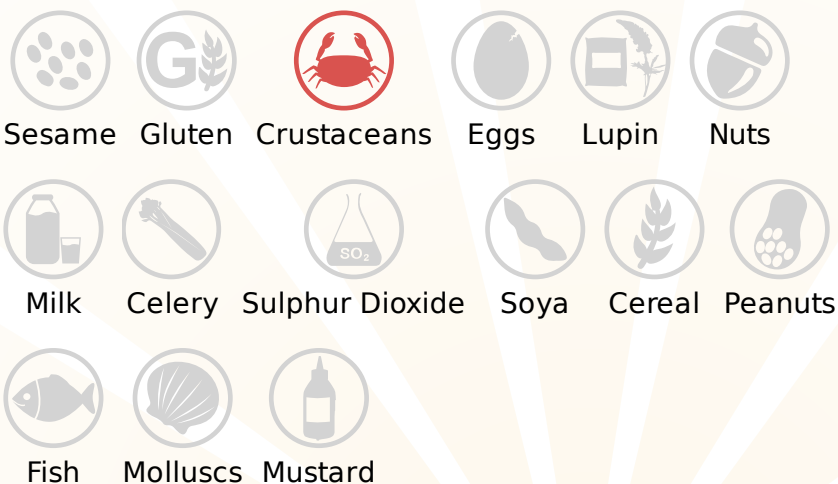 Sesame Gluten Crustaceans Eggs Lupin Nuts
SO₂
Milk Celery Sulphur Dioxide Soya Cereal Peanuts
Fish Molluscs Mustard
G